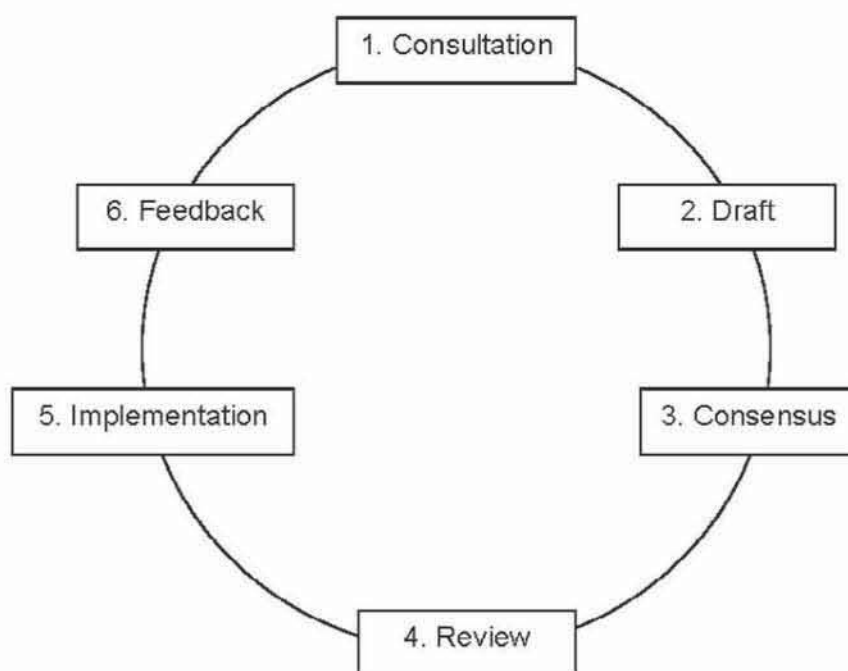 1. Consultation
2. Draft
3. Consensus
4. Review
5. Implementation
6. Feedback